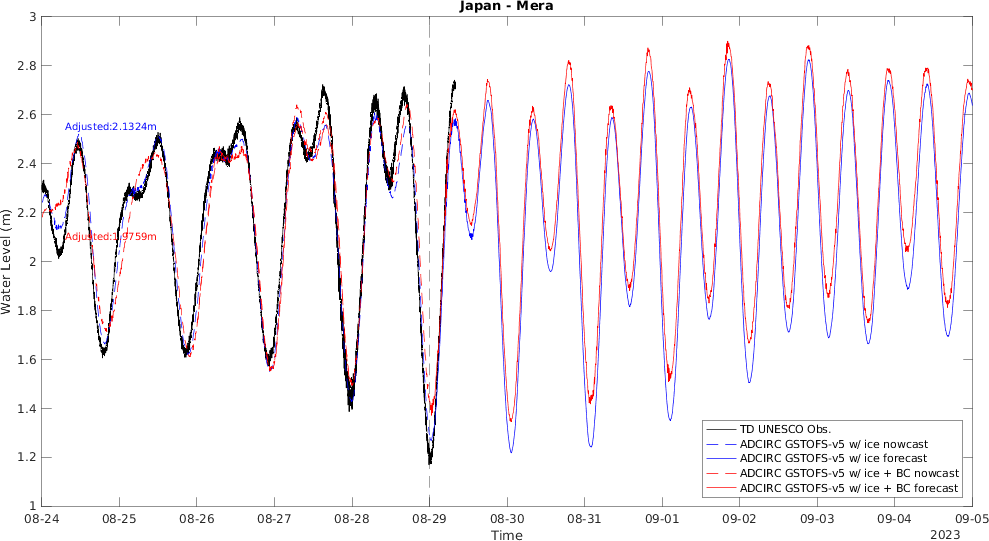 Japan - Mera
3
2.8
2.6
2.4
2.2
2
1.8
1.6
1.4
1.2
1
Water Level (m)
Adjusted:2.1324m
Adjusted:1.9759m
TD UNESCO Obs.
ADCIRC GSTOFS-v5 w/ ice nowcast
ADCIRC GSTOFS-v5 w/ ice forecast
ADCIRC GSTOFS-v5 w/ ice + BC nowcast
ADCIRC GSTOFS-v5 w/ ice + BC forecast
08-24 08-25 08-26 08-27 08-28 08-29 08-30 08-31 09-01 09-02 09-03 09-04 09-05
Time
2023